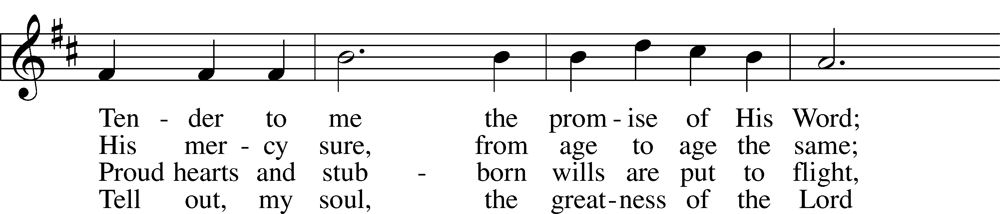 Ten - der to me the prom - ise of His Word;
His mer - cy sure, from age to age the same;
Proud hearts and stub - born wills are put to flight,
Tell out, my soul, the great - ness of the Lord